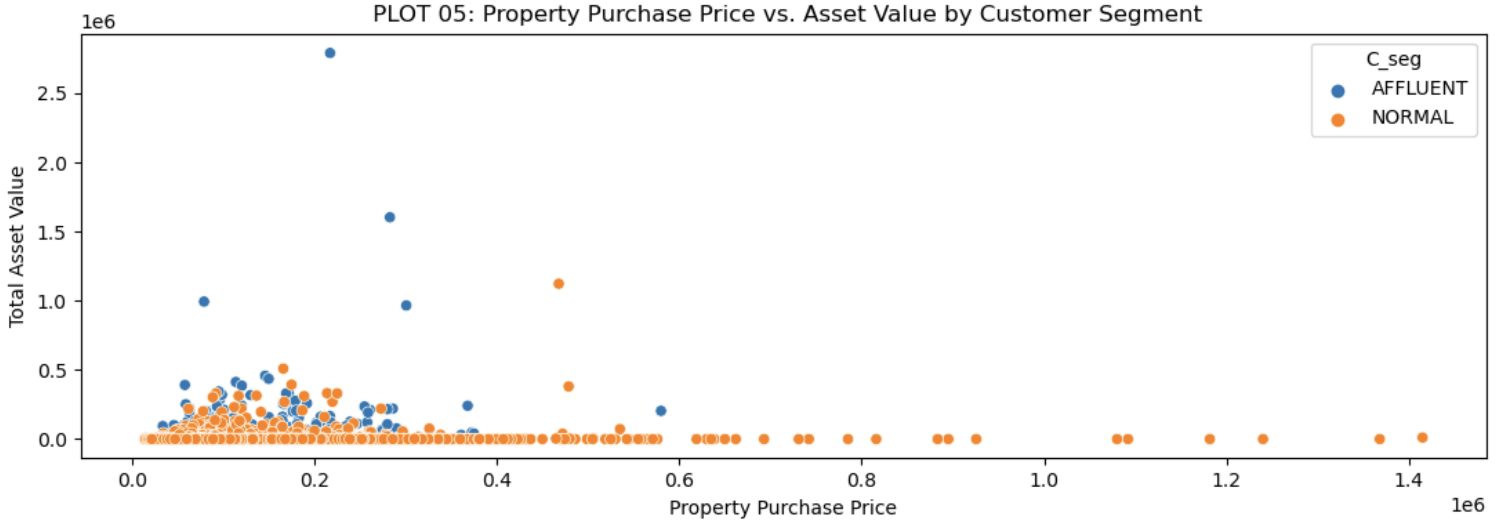 PLOT 05: Property Purchase Price vs. Asset Value by Customer Segment
1e6
C_seg
AFFLUENT
NORMAL
Total Asset Value
2.5
2.0
1.5
1.0
0.5
0.0
0.0 0.2 0.4 0.6 0.8 1.0 1.2 1.4
1e6
Property Purchase Price